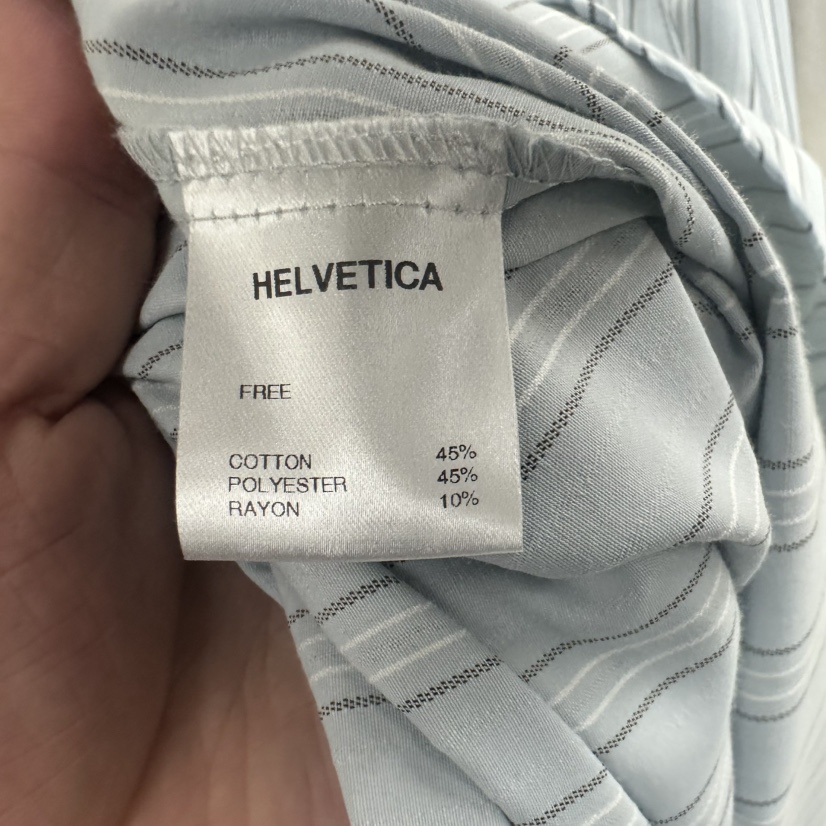 HELVETICA
FREE
COTTON 45%
POLYESTER 45%
RAYON 10%